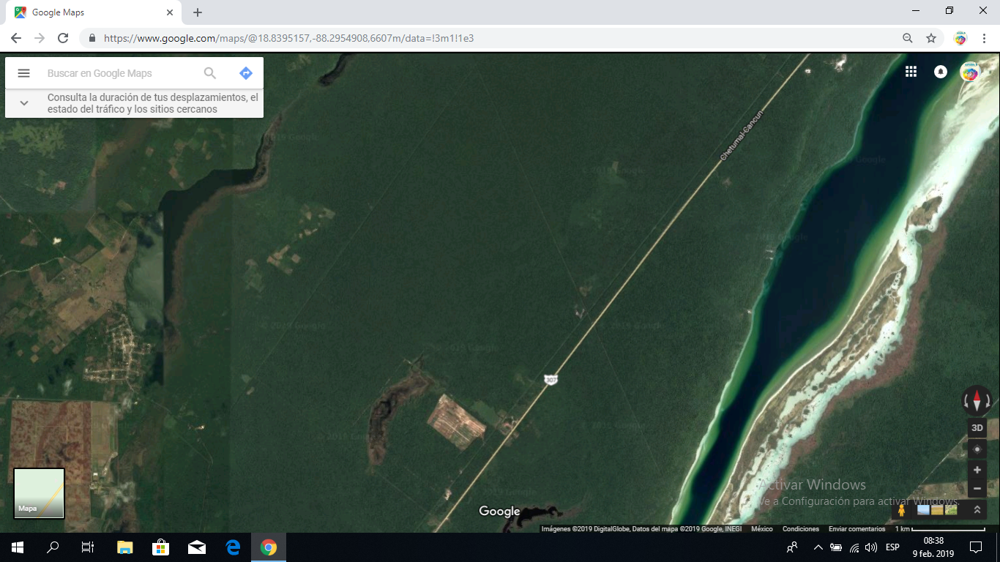 Google Maps
https://www.google.com/maps/@18.8395157,-88.2954908,6607m/data=!3m1!1e3
Buscar en Google Maps
Consulta la duración de tus desplazamientos, el
estado del tráfico y los sitios cercanos
©2019 Google
Chetumal-Cancun
307
3D
Activar Windows
Ve a Configuración para activar Windows.
Mapa
Google
Imágenes ©2019 DigitalGlobe, Datos del mapa ©2019 Google, INEGI México Condiciones Enviar comentarios 1 km
ESP
08:38
9 feb. 2019